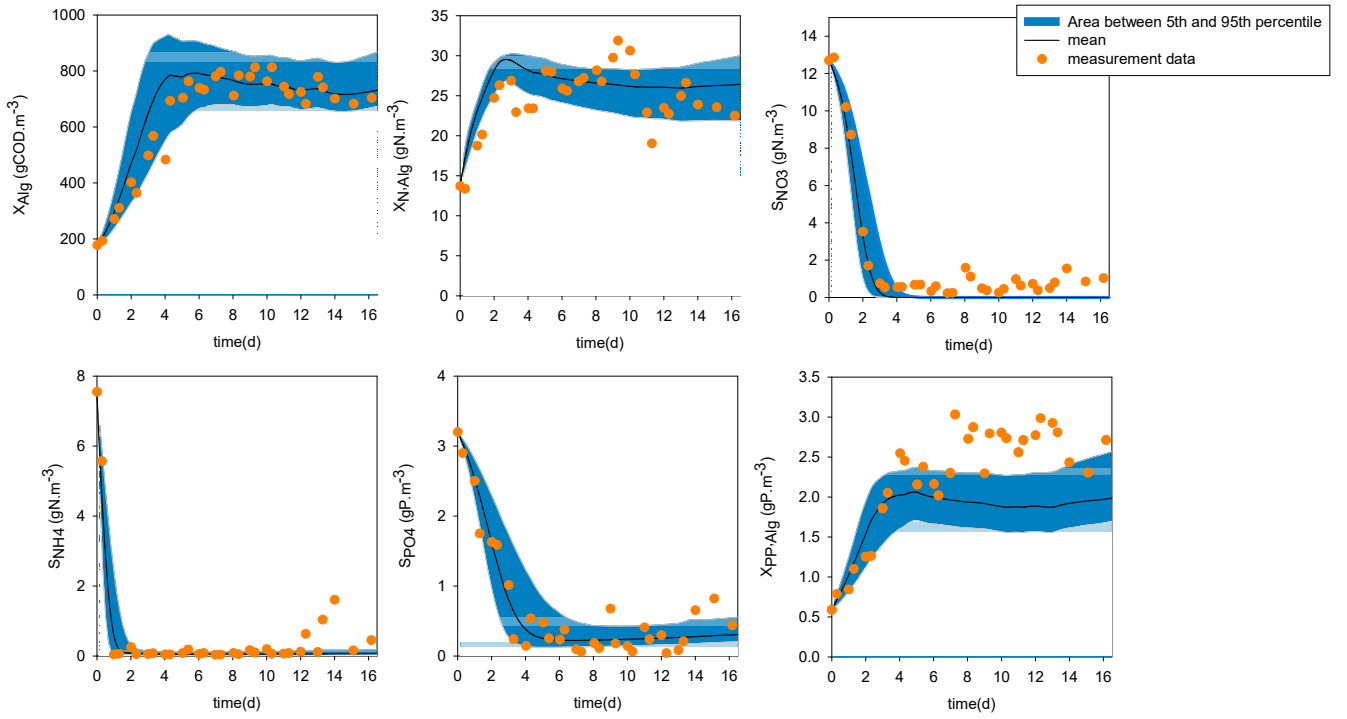 Area between 5th and 95th percentile
mean
measurement data
1000
800
600
400
200
0
X_Alg (gCOD.m⁻³)
0 2 4 6 8 10 12 14 16
time(d)
35
30
25
20
15
10
5
0
X_N·Alg (gN.m⁻³)
0 2 4 6 8 10 12 14 16
time(d)
14
12
10
8
6
4
2
0
S_NO3 (gN.m⁻³)
0 2 4 6 8 10 12 14 16
time(d)
8
6
4
2
0
S_NH4 (gN.m⁻³)
0 2 4 6 8 10 12 14 16
time(d)
4
3
2
1
0
S_PO4 (gP.m⁻³)
0 2 4 6 8 10 12 14 16
time(d)
3.5
3.0
2.5
2.0
1.5
1.0
0.5
0.0
X_PP·Alg (gP.m⁻³)
0 2 4 6 8 10 12 14 16
time(d)